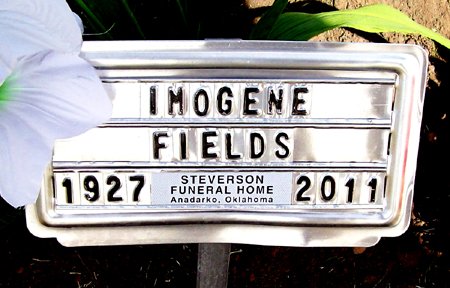 IMOGENE
FIELDS
1927 STEVERSON FUNERAL HOME Anadarko, Oklahoma 2011